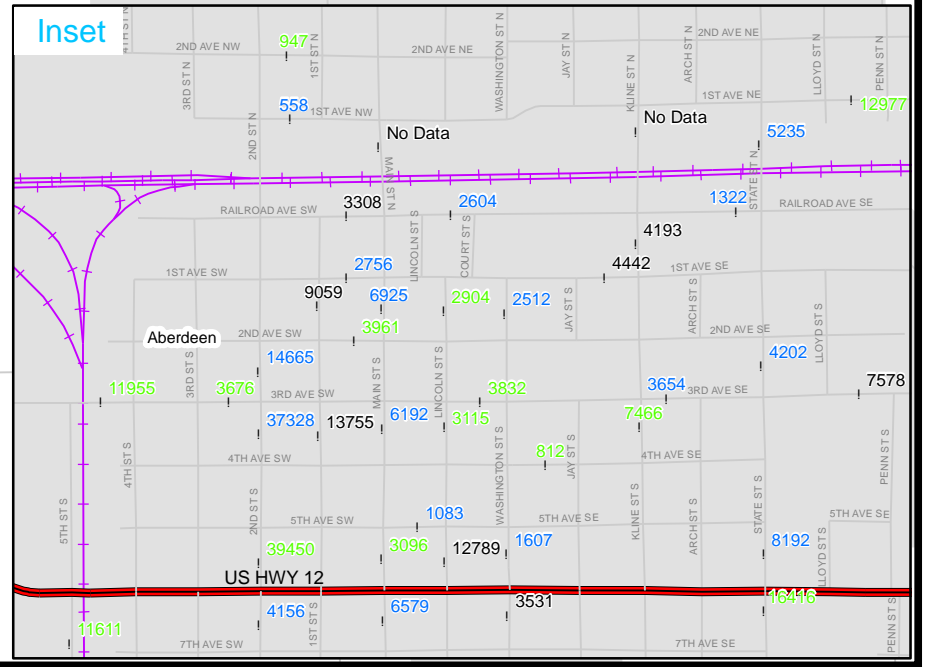 Inset
4TH ST N
947
1ST ST N
2ND AVE NW
2ND AVE NE
WASHINGTON ST N
JAY ST N
KLINE ST N
ARCH ST N
2ND AVE NE
LLOYD ST N
PENN ST N
3RD ST N
558
1ST AVE NW
1ST AVE NE
12977
2ND ST N
No Data
No Data
5235
MAIN ST N
STATE ST N
3308
2604
1322
RAILROAD AVE SW
RAILROAD AVE SE
LINCOLN ST S
COURT ST S
4193
2756
4442
1ST AVE SW
1ST AVE SE
9059
6925
2904
2512
JAY ST S
ARCH ST S
LLOYD ST S
3961
Aberdeen
2ND AVE SW
2ND AVE SE
14665
4202
3RD ST S
MAIN ST S
LINCOLN ST S
11955
3676
3RD AVE SW
3832
3654
3RD AVE SE
7578
37328
13755
6192
3115
7466
4TH ST S
4TH AVE SW
WASHINGTON ST S
812
JAY ST S
4TH AVE SE
PENN ST S
5TH ST S
2ND ST S
5TH AVE SW
1083
5TH AVE SE
KLINE ST S
ARCH ST S
STATE ST S
5TH AVE SE
39450
3096
12789
1607
8192
LLOYD ST S
US HWY 12
4156
1ST ST S
6579
3531
16416
PENN ST S
11611
7TH AVE SW
7TH AVE SE